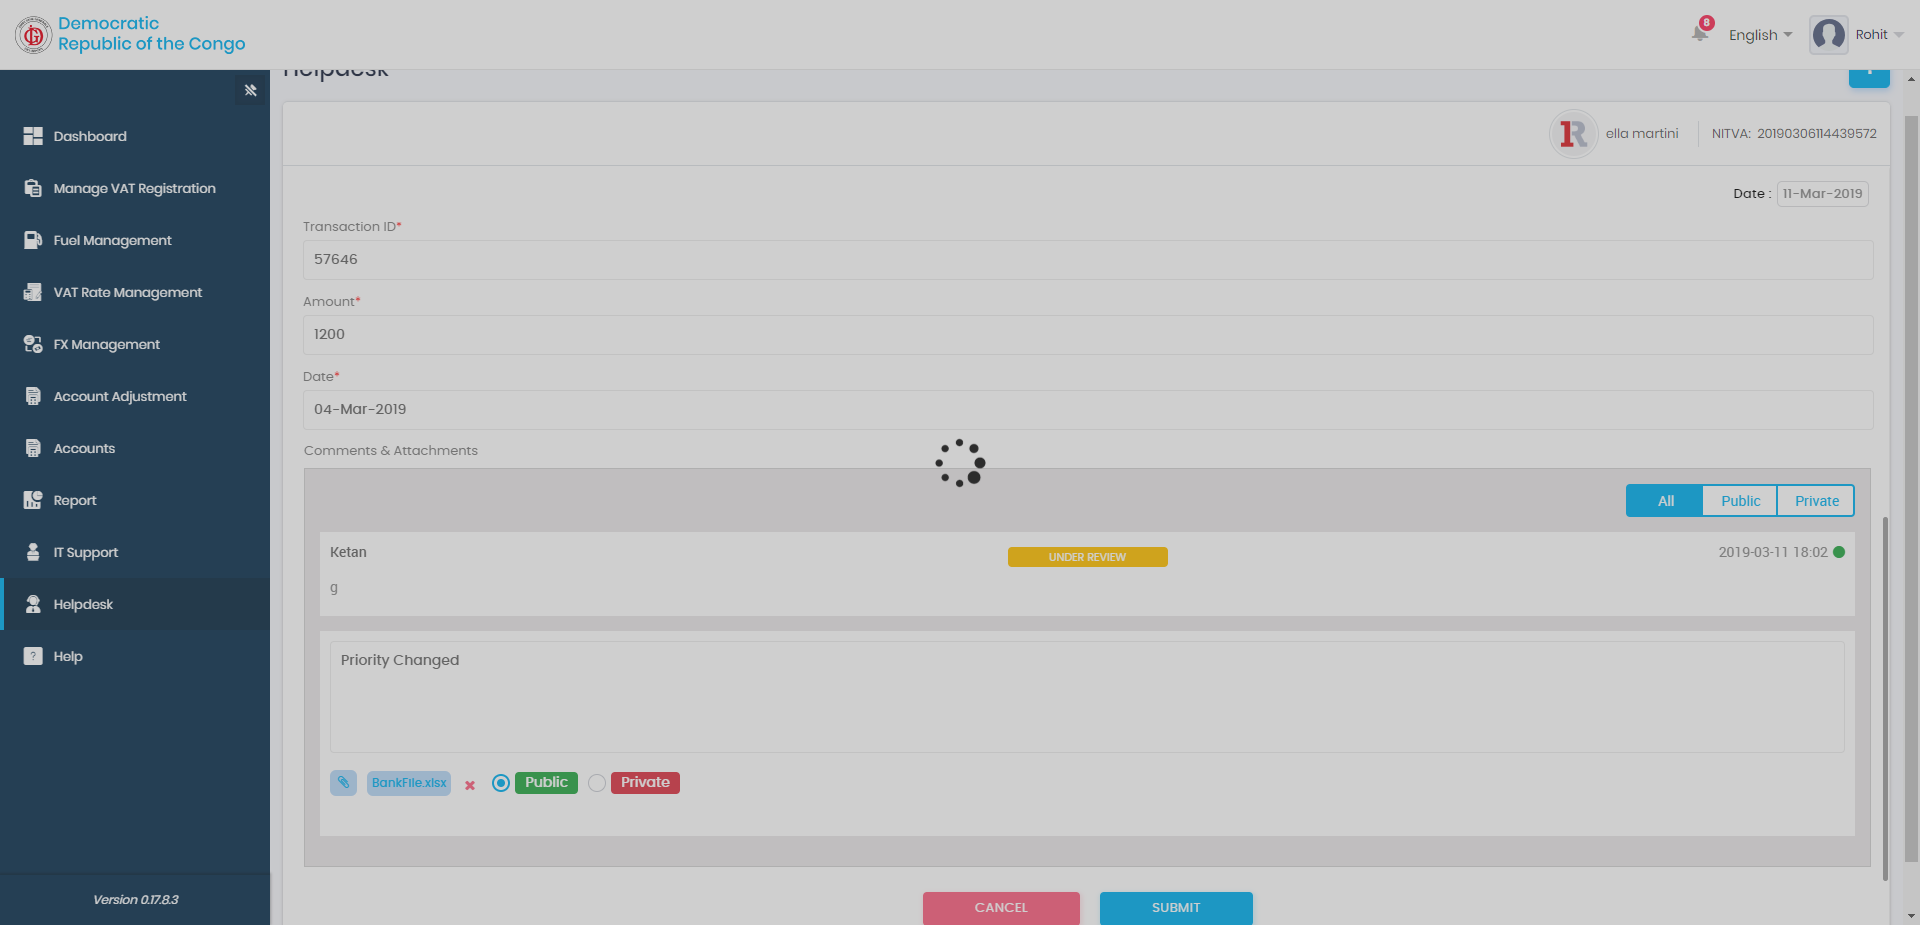 Democratic
Republic of the Congo
8
English
Rohit
Helpdesk
Dashboard
Manage VAT Registration
Fuel Management
VAT Rate Management
FX Management
Account Adjustment
Accounts
Report
IT Support
Helpdesk
Help
Version 0.17.8.3
ella martini
NITVA: 20190306114439572
Date : 11-Mar-2019
Transaction ID*
57646
Amount*
1200
Date*
04-Mar-2019
Comments & Attachments
All Public Private
Ketan UNDER REVIEW 2019-03-11 18:02
g
Priority Changed
BankFile.xlsx Public Private
CANCEL SUBMIT